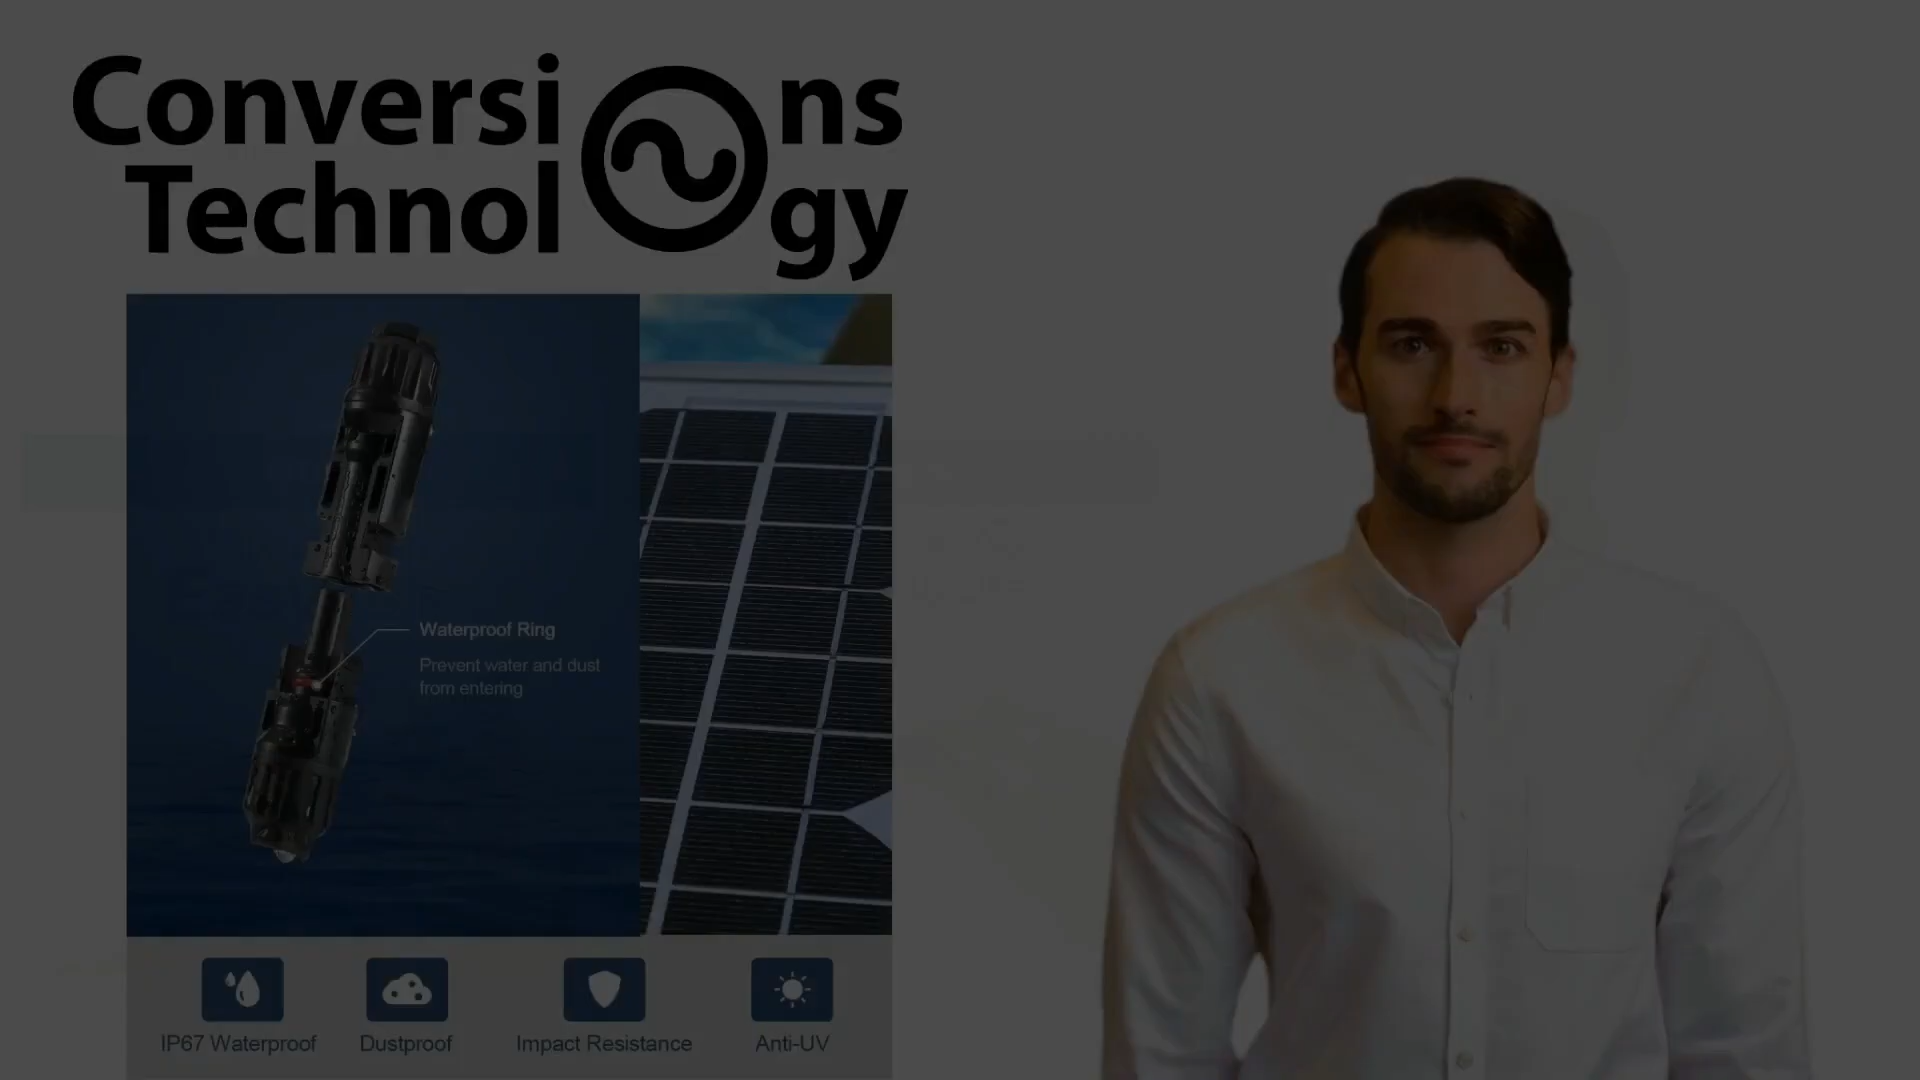 Conversions
Technology
Waterproof Ring
Prevent water and dust
from entering
IP67 Waterproof
Dustproof
Impact Resistance
Anti-UV